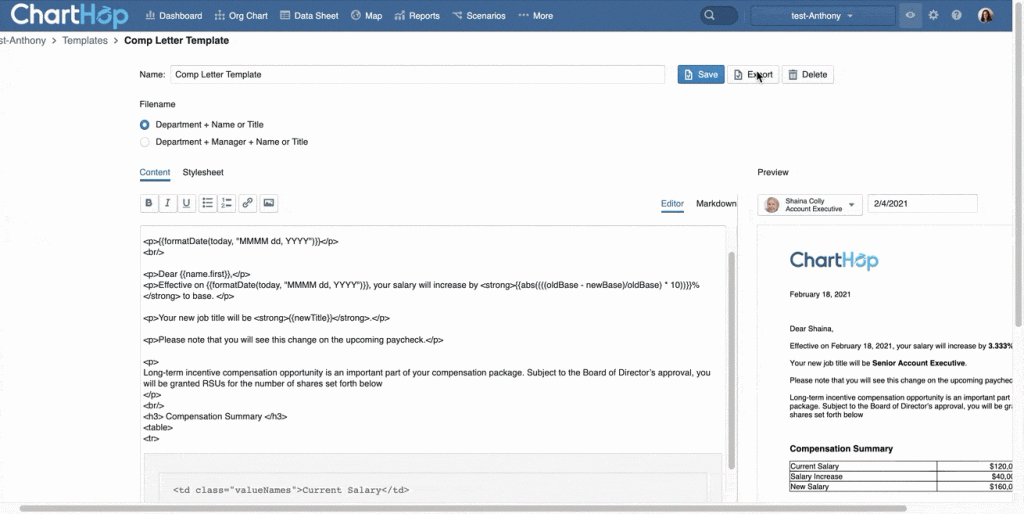 ChartHop Dashboard Org Chart Data Sheet Map Reports Scenarios More test-Anthony
st-Anthony > Templates > Comp Letter Template
Name: Comp Letter Template Save Export Delete
Filename
Department + Name or Title
Department + Manager + Name or Title
Content Stylesheet
Editor Markdown
<p>{{formatDate(today, "MMMM dd, YYYY")}}</p>
<br/>
<p>Dear {{name.first}},</p>
<p>Effective on {{formatDate(today, "MMMM dd, YYYY")}}, your salary will increase by <strong>{{abs((((oldBase - newBase)/oldBase) * 10))}}%
</strong> to base. </p>
<p>Your new job title will be <strong>{{newTitle}}</strong>.</p>
<p>Please note that you will see this change on the upcoming paycheck.</p>
<p>
Long-term incentive compensation opportunity is an important part of your compensation package. Subject to the Board of Director's approval, you
will be granted RSUs for the number of shares set forth below
</p>
<br/>
<h3> Compensation Summary </h3>
<table>
<tr>
<td class="valueNames">Current Salary</td>
Preview
Shaina Colly
Account Executive
2/4/2021
ChartHop
February 18, 2021
Dear Shaina,
Effective on February 18, 2021, your salary will increase by 3.333%
Your new job title will be Senior Account Executive.
Please note that you will see this change on the upcoming paychec
Long-term incentive compensation opportunity is an important part
package. Subject to the Board of Director's approval, you will be gr
shares set forth below
Compensation Summary
Current Salary $120,0
Salary Increase $40,0
New Salary $160,0